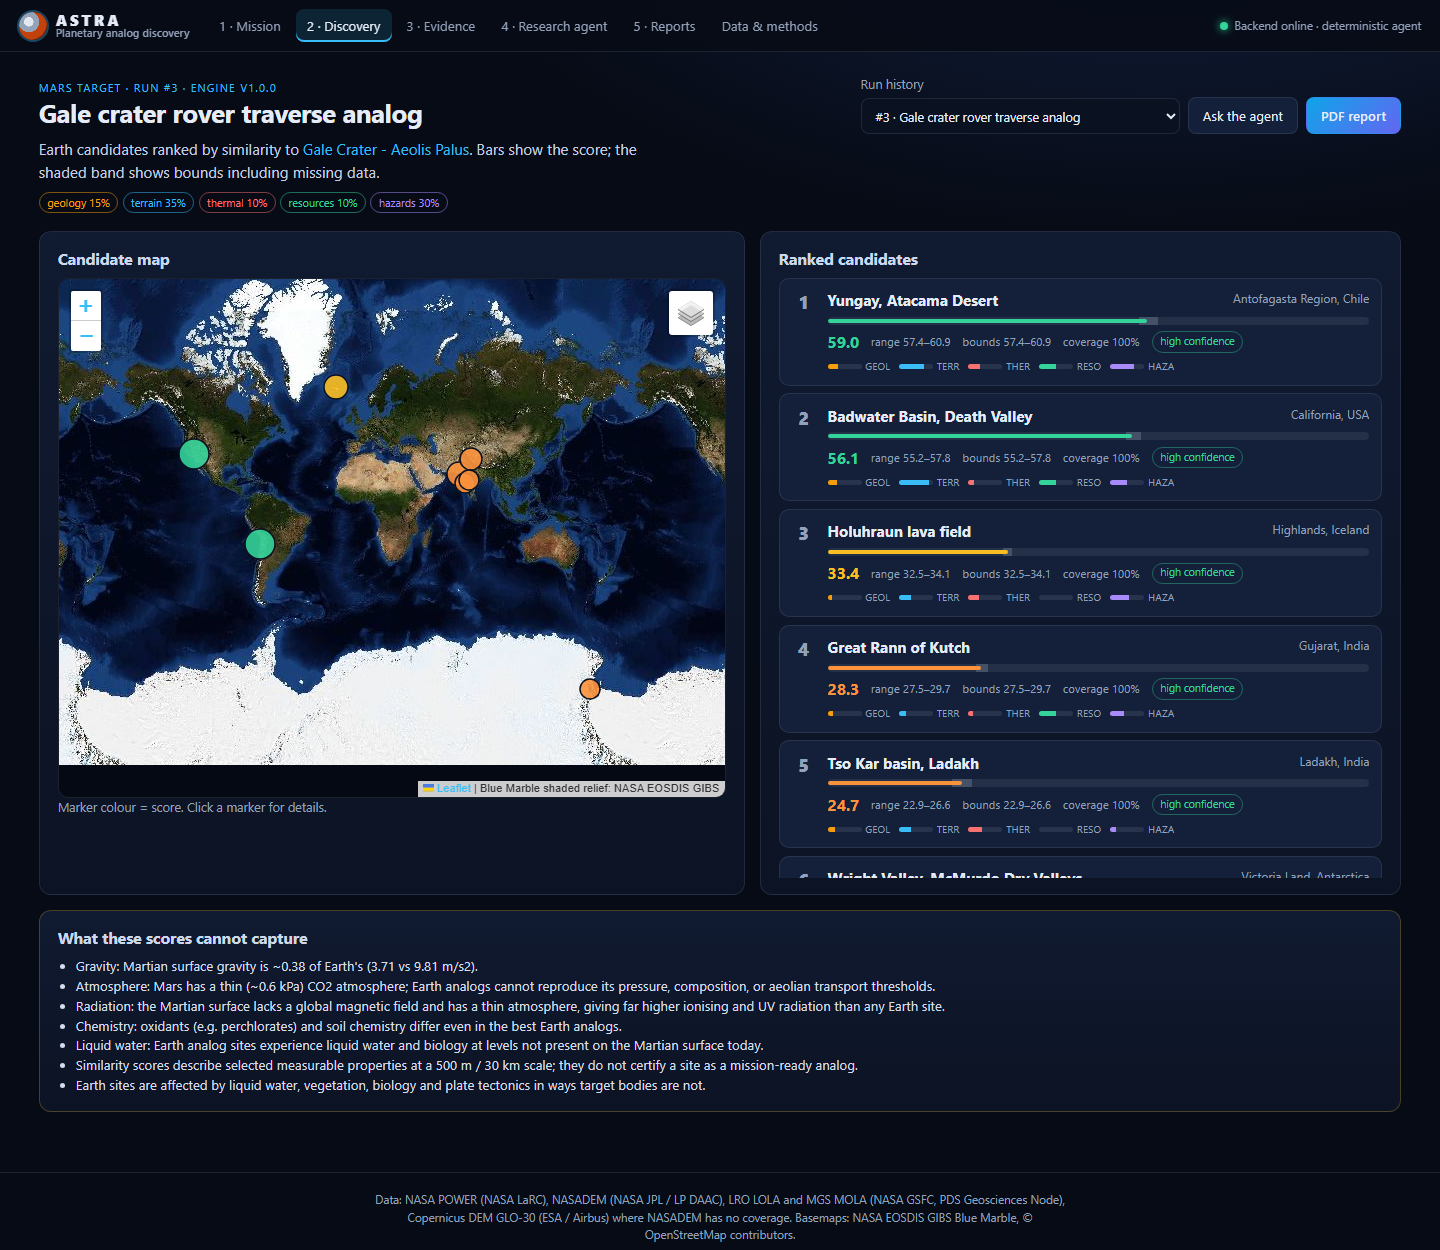 ASTRA
Planetary analog discovery
1 · Mission
2 · Discovery
3 · Evidence
4 · Research agent
5 · Reports
Data & methods
Backend online · deterministic agent
MARS TARGET · RUN #3 · ENGINE V1.0.0
Gale crater rover traverse analog
Earth candidates ranked by similarity to Gale Crater - Aeolis Palus. Bars show the score; the
shaded band shows bounds including missing data.
geology 15%
terrain 35%
thermal 10%
resources 10%
hazards 30%
Run history
#3 · Gale crater rover traverse analog
Ask the agent
PDF report
Candidate map
+
−
Leaflet | Blue Marble shaded relief: NASA EOSDIS GIBS
Marker colour = score. Click a marker for details.
Ranked candidates
1 Yungay, Atacama Desert Antofagasta Region, Chile
59.0 range 57.4–60.9 bounds 57.4–60.9 coverage 100% high confidence
GEOL TERR THER RESO HAZA
2 Badwater Basin, Death Valley California, USA
56.1 range 55.2–57.8 bounds 55.2–57.8 coverage 100% high confidence
GEOL TERR THER RESO HAZA
3 Holuhraun lava field Highlands, Iceland
33.4 range 32.5–34.1 bounds 32.5–34.1 coverage 100% high confidence
GEOL TERR THER RESO HAZA
4 Great Rann of Kutch Gujarat, India
28.3 range 27.5–29.7 bounds 27.5–29.7 coverage 100% high confidence
GEOL TERR THER RESO HAZA
5 Tso Kar basin, Ladakh Ladakh, India
24.7 range 22.9–26.6 bounds 22.9–26.6 coverage 100% high confidence
GEOL TERR THER RESO HAZA
6 Wright Valley, McMurdo Dry Valleys Victoria Land, Antarctica
What these scores cannot capture
Gravity: Martian surface gravity is ~0.38 of Earth's (3.71 vs 9.81 m/s2).
Atmosphere: Mars has a thin (~0.6 kPa) CO2 atmosphere; Earth analogs cannot reproduce its pressure, composition, or aeolian transport thresholds.
Radiation: the Martian surface lacks a global magnetic field and has a thin atmosphere, giving far higher ionising and UV radiation than any Earth site.
Chemistry: oxidants (e.g. perchlorates) and soil chemistry differ even in the best Earth analogs.
Liquid water: Earth analog sites experience liquid water and biology at levels not present on the Martian surface today.
Similarity scores describe selected measurable properties at a 500 m / 30 km scale; they do not certify a site as a mission-ready analog.
Earth sites are affected by liquid water, vegetation, biology and plate tectonics in ways target bodies are not.
Data: NASA POWER (NASA LaRC), NASADEM (NASA JPL / LP DAAC), LRO LOLA and MGS MOLA (NASA GSFC, PDS Geosciences Node),
Copernicus DEM GLO-30 (ESA / Airbus) where NASADEM has no coverage. Basemaps: NASA EOSDIS GIBS Blue Marble, ©
OpenStreetMap contributors.